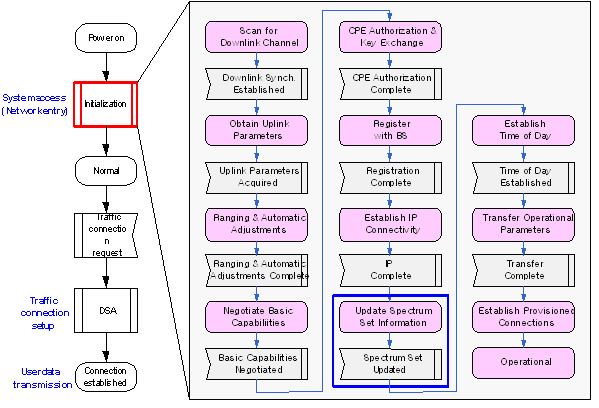 Power on
System access
(Network entry)
Initialization
Normal
Traffic
connectio
n
request
Traffic
connection
setup
DSA
User data
transmission
Connection
established
Scan for
Downlink Channel
Downlink Synch.
Established
Obtain Uplink
Parameters
Uplink Parameters
Acquired
Ranging & Automatic
Adjustments
Ranging & Automatic
Adjustments Complete
Negotiate Basic
Capabiliities
Basic Capabilities
Negotiated
CPE Authorization &
Key Exchange
CPE Authorization
Complete
Register
with BS
Registration
Complete
Establish IP
Connectivity
IP
Complete
Update Spectrum
Set Information
Spectrum Set
Updated
Establish
Time of Day
Time of Day
Established
Transfer Operational
Parameters
Transfer
Complete
Establish Provisioned
Connections
Operational